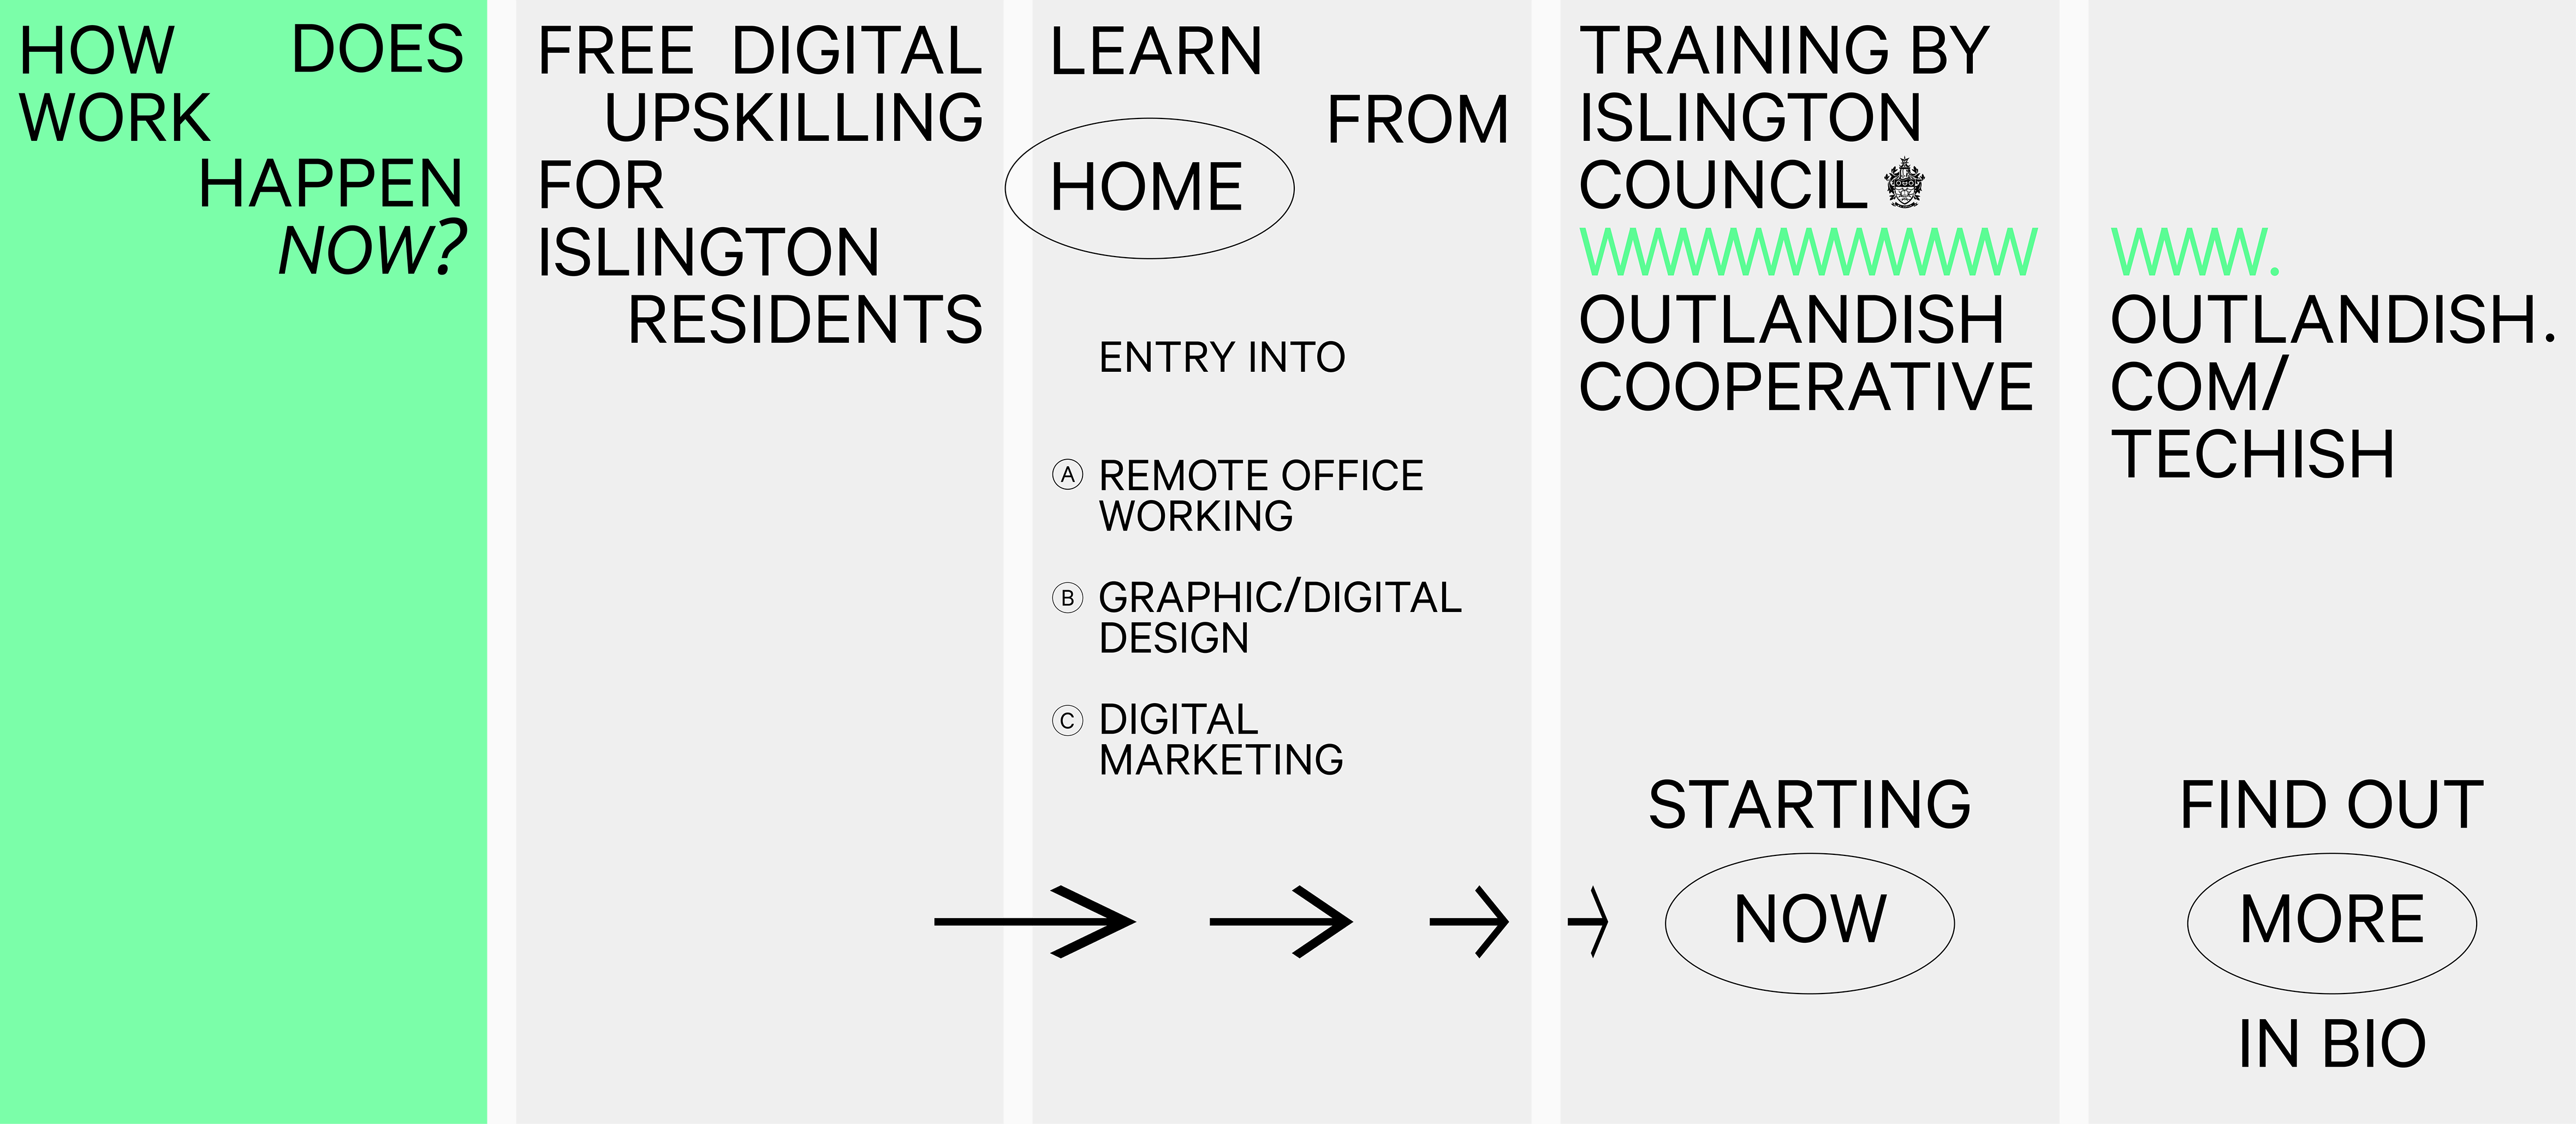 HOW DOES
WORK
HAPPEN
NOW?
FREE DIGITAL
UPSKILLING
FOR
ISLINGTON
RESIDENTS
LEARN
FROM
HOME
ENTRY INTO
A REMOTE OFFICE
WORKING
B GRAPHIC/DIGITAL
DESIGN
C DIGITAL
MARKETING
TRAINING BY
ISLINGTON
COUNCIL
WWWWWWWWW
OUTLANDISH
COOPERATIVE
STARTING
NOW
WWW.
OUTLANDISH.
COM/
TECHISH
FIND OUT
MORE
IN BIO